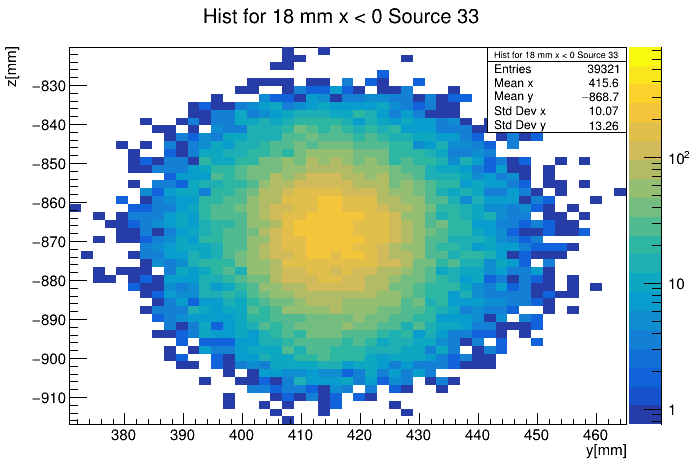 Hist for 18 mm x < 0 Source 33
z[mm]
Hist for 18 mm x < 0 Source 33
Entries 39321
Mean x 415.6
Mean y −868.7
Std Dev x 10.07
Std Dev y 13.26
−830
−840
−850
−860
−870
−880
−890
−900
−910
10²
10
1
380 390 400 410 420 430 440 450 460
y[mm]